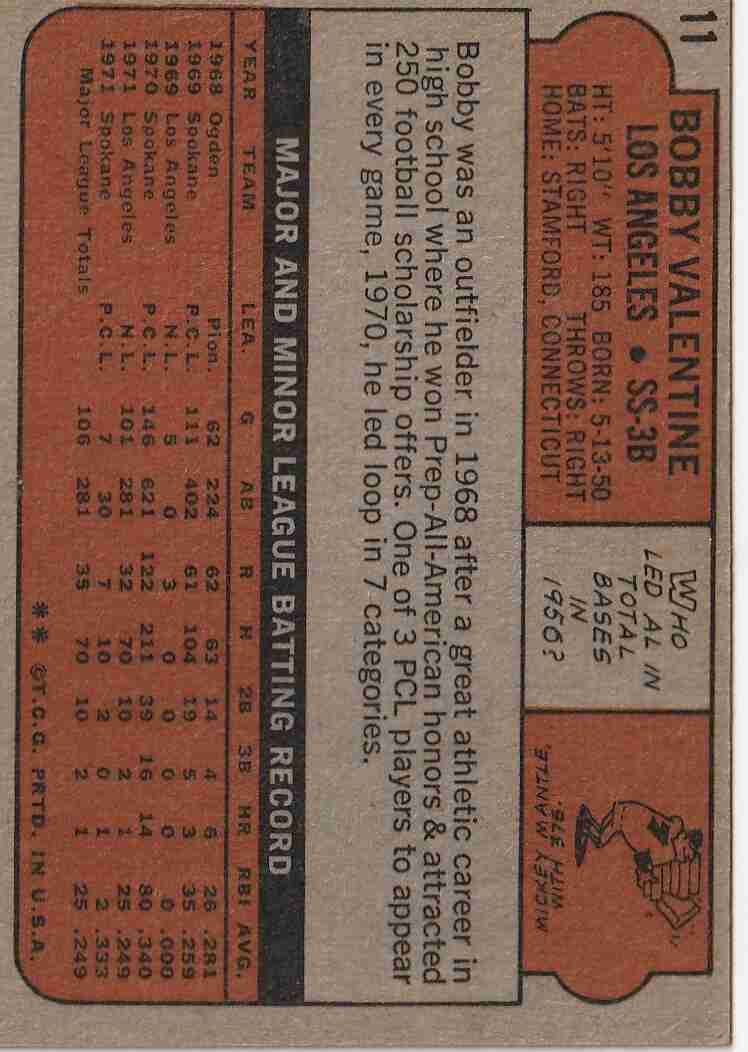 11
BOBBY VALENTINE
LOS ANGELES • SS-3B
HT: 5'10" WT: 185 BORN: 5-13-50
BATS: RIGHT THROWS: RIGHT
HOME: STAMFORD, CONNECTICUT
WHO
LED AL IN
TOTAL
BASES
IN
1956?
MICKEY MANTLE,
WITH 376.
Bobby was an outfielder in 1968 after a great athletic career in
high school where he won Prep-All-American honors & attracted
250 football scholarship offers. One of 3 PCL players to appear
in every game, 1970, he led loop in 7 categories.
MAJOR AND MINOR LEAGUE BATTING RECORD
YEAR TEAM LEA. G AB R H 2B 3B HR RBI AVG.
1968 Ogden Pion. 62 224 62 63 14 4 6 26 .281
1969 Spokane P.C.L. 111 402 61 104 19 5 3 35 .259
1969 Los Angeles N.L. 5 0 3 0 0 0 0 0 .000
1970 Spokane P.C.L. 146 621 122 211 39 16 14 80 .340
1971 Los Angeles N.L. 101 281 32 70 10 2 1 25 .249
1971 Spokane P.C.L. 7 30 7 10 2 0 1 2 .333
Major League Totals 106 281 35 70 10 2 1 25 .249
** ©T.C.G. PRTD. IN U.S.A.